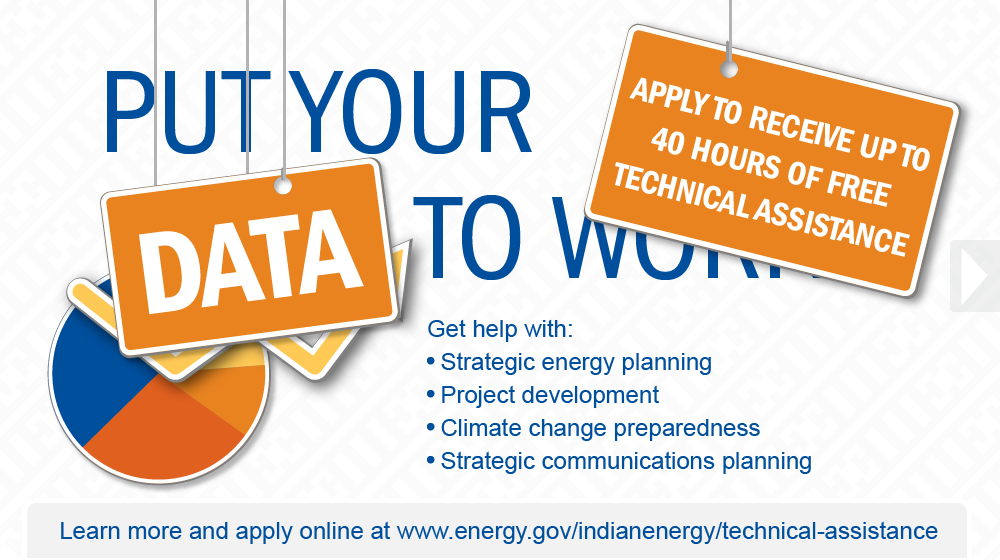 PUT YOUR
DATA
TO WORK
APPLY TO RECEIVE UP TO
40 HOURS OF FREE
TECHNICAL ASSISTANCE
Get help with:
• Strategic energy planning
• Project development
• Climate change preparedness
• Strategic communications planning
Learn more and apply online at www.energy.gov/indianenergy/technical-assistance